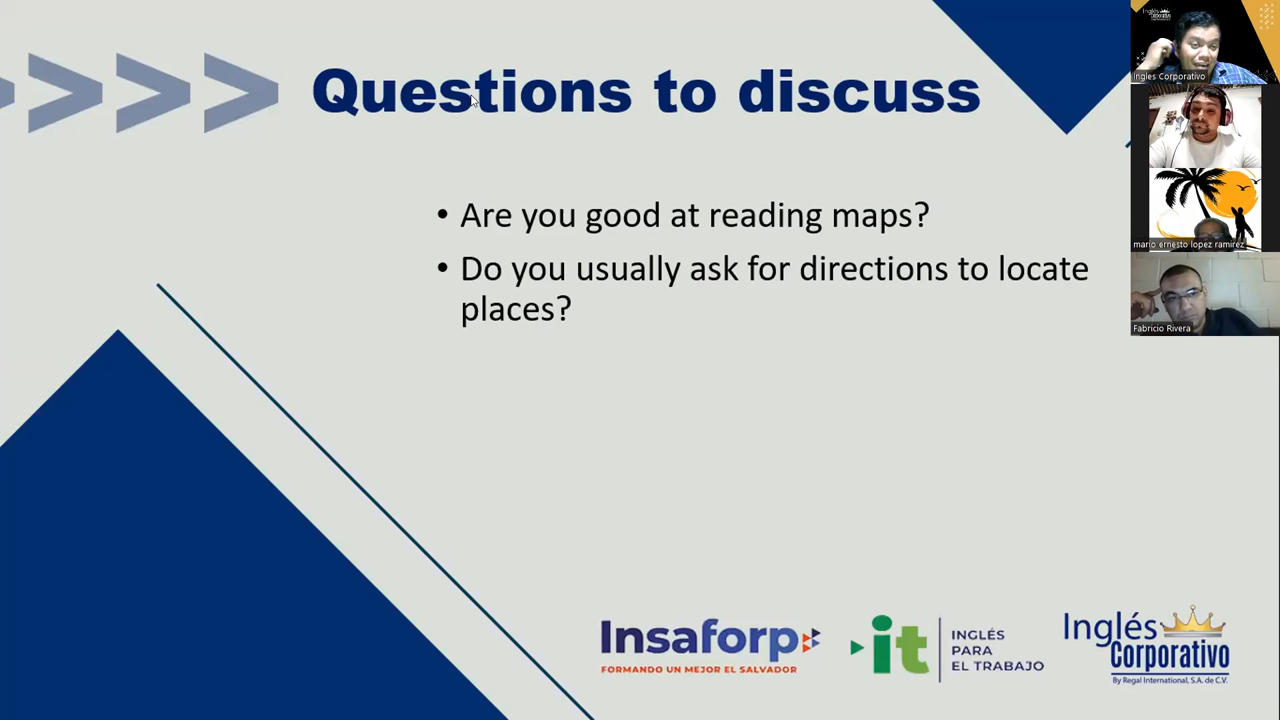 Questions to discuss
• Are you good at reading maps?
• Do you usually ask for directions to locate
places?
Insaforp
FORMANDO UN MEJOR EL SALVADOR
it
INGLÉS
PARA
EL TRABAJO
Inglés
Corporativo
By Regal International, S.A. de C.V.
Inglés
Corporativo
Ingles Corporativo
mario ernesto lopez ramirez
Fabricio Rivera